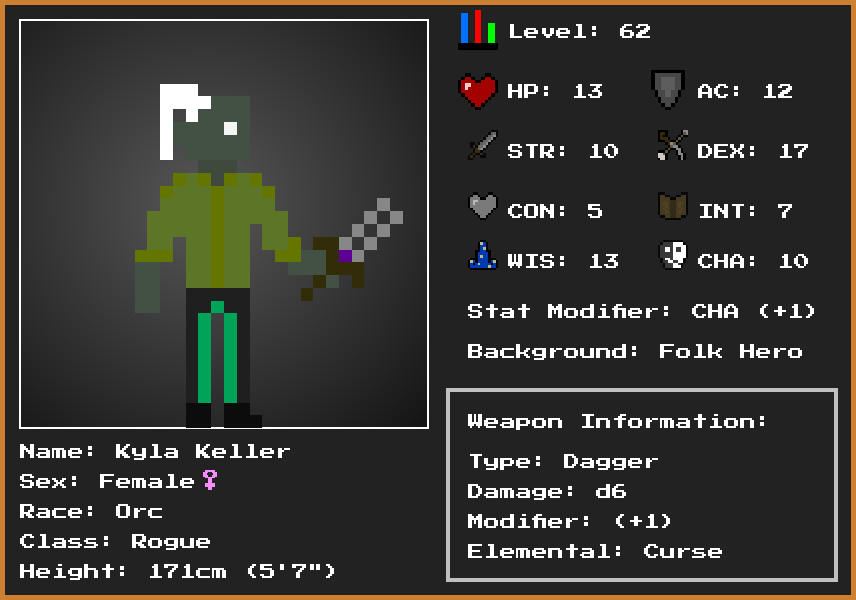 Level: 62
HP: 13 AC: 12
STR: 10 DEX: 17
CON: 5 INT: 7
WIS: 13 CHA: 10
Stat Modifier: CHA (+1)
Background: Folk Hero
Weapon Information:
Type: Dagger
Damage: d6
Modifier: (+1)
Elemental: Curse
Name: Kyla Keller
Sex: Female♀
Race: Orc
Class: Rogue
Height: 171cm (5'7")